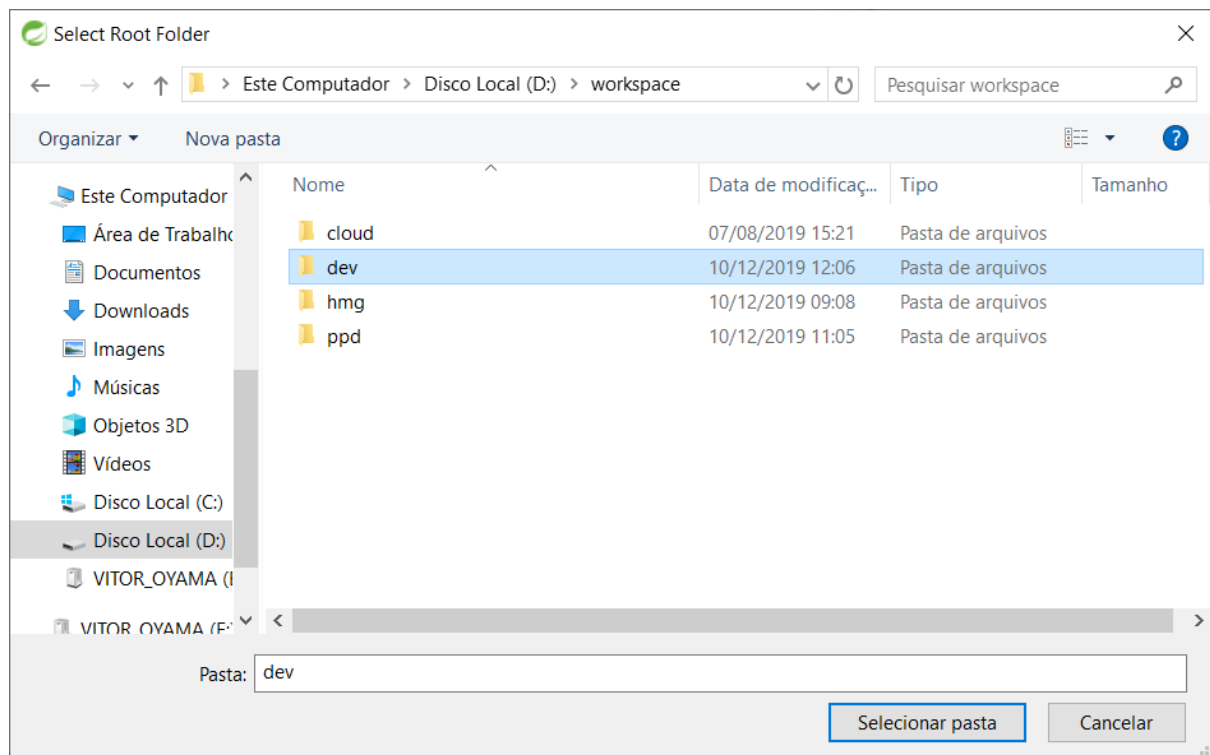 Select Root Folder
Este Computador > Disco Local (D:) > workspace
Pesquisar workspace
Organizar
Nova pasta
Este Computador
Área de Trabalho
Documentos
Downloads
Imagens
Músicas
Objetos 3D
Vídeos
Disco Local (C:)
Disco Local (D:)
VITOR_OYAMA (
VITOR_OYAMA (F:
Nome Data de modificaç... Tipo Tamanho
cloud 07/08/2019 15:21 Pasta de arquivos
dev 10/12/2019 12:06 Pasta de arquivos
hmg 10/12/2019 09:08 Pasta de arquivos
ppd 10/12/2019 11:05 Pasta de arquivos
Pasta: dev
Selecionar pasta
Cancelar